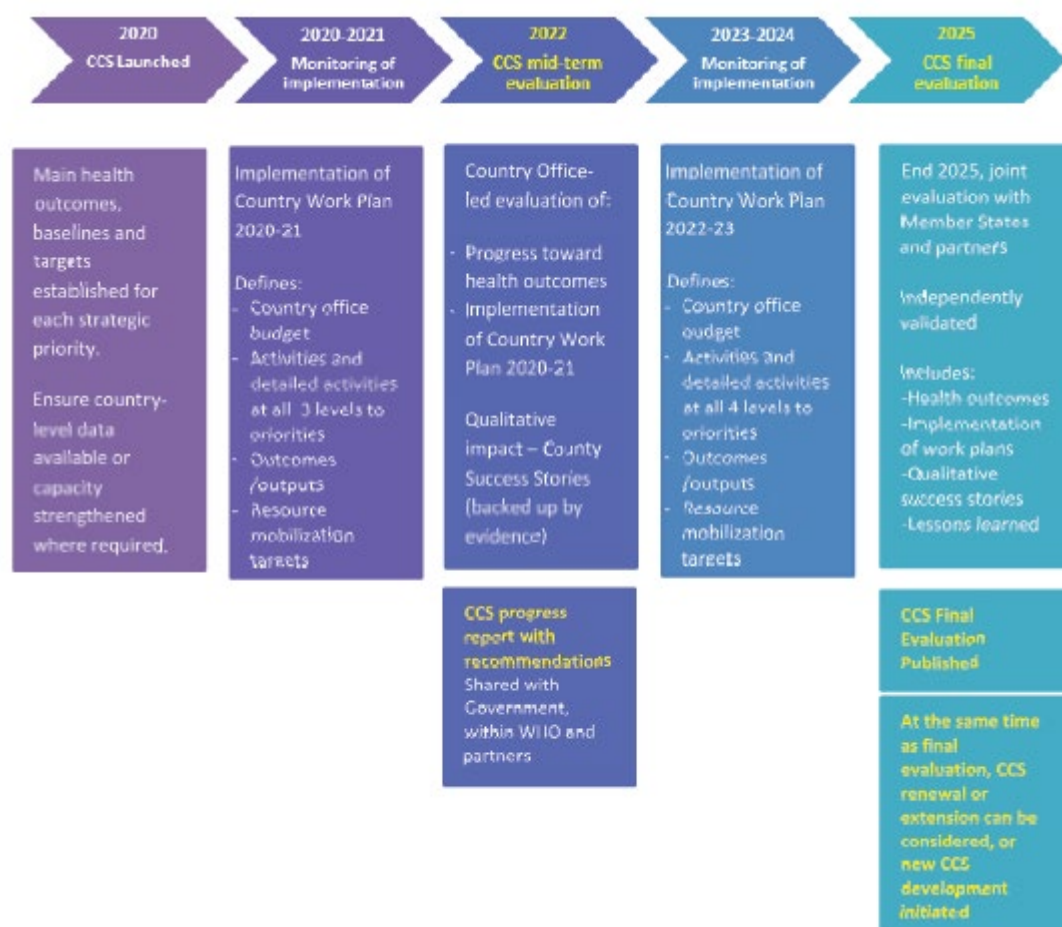 2020
CCS Launched
2020-2021
Monitoring of
implementation
2022
CCS mid-term
evaluation
2023-2024
Monitoring of
implementation
2025
CCS final
evaluation
Main health
outcomes,
baselines and
targets
established for
each strategic
priority.
Ensure country-
level data
available or
capacity
strengthened
where required.
Implementation of
Country Work Plan
2020-21
Defines:
- Country office
budget
- Activities and
detailed activities
at all 3 levels to
priorities
- Outcomes
/outputs
- Resource
mobilization
targets
Country Office-
led evaluation of:
- Progress toward
health outcomes
- Implementation
of Country Work
Plan 2020-21
Qualitative
impact – County
Success Stories
(backed up by
evidence)
CCS progress
report with
recommendations
Shared with
Government,
within WHO and
partners
Implementation of
Country Work Plan
2022-23
Defines:
- Country office
budget
- Activities and
detailed activities
at all 4 levels to
priorities
- Outcomes
/outputs
- Resource
mobilization
targets
End 2025, joint
evaluation with
Member States
and partners
Independently
validated
Includes:
-Health outcomes
-Implementation
of work plans
-Qualitative
success stories
-Lessons learned
CCS Final
Evaluation
Published
At the same time
as final
evaluation, CCS
renewal or
extension can be
considered, or
new CCS
development
initiated